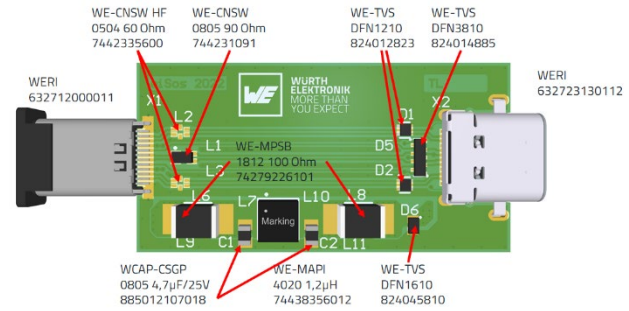 WE-CNSW HF
0504 60 Ohm
7442335600
WE-CNSW
0805 90 Ohm
744231091
WE-TVS
DFN1210
824012823
WE-TVS
DFN3810
824014885
WERI
632712000011
WERI
632723130112
X1
WE
WURTH
ELEKTRONIK
MORE THAN
YOU EXPECT
X2
L2
D1
L1
WE-MPSB
1812 100 Ohm
74279226101
D5
L3
D2
L6
L7
L10
L8
D6
Marking
L9
C1
C2
L11
WCAP-CSGP
0805 4,7µF/25V
885012107018
WE-MAPI
4020 1,2µH
74438356012
WE-TVS
DFN1610
824045810